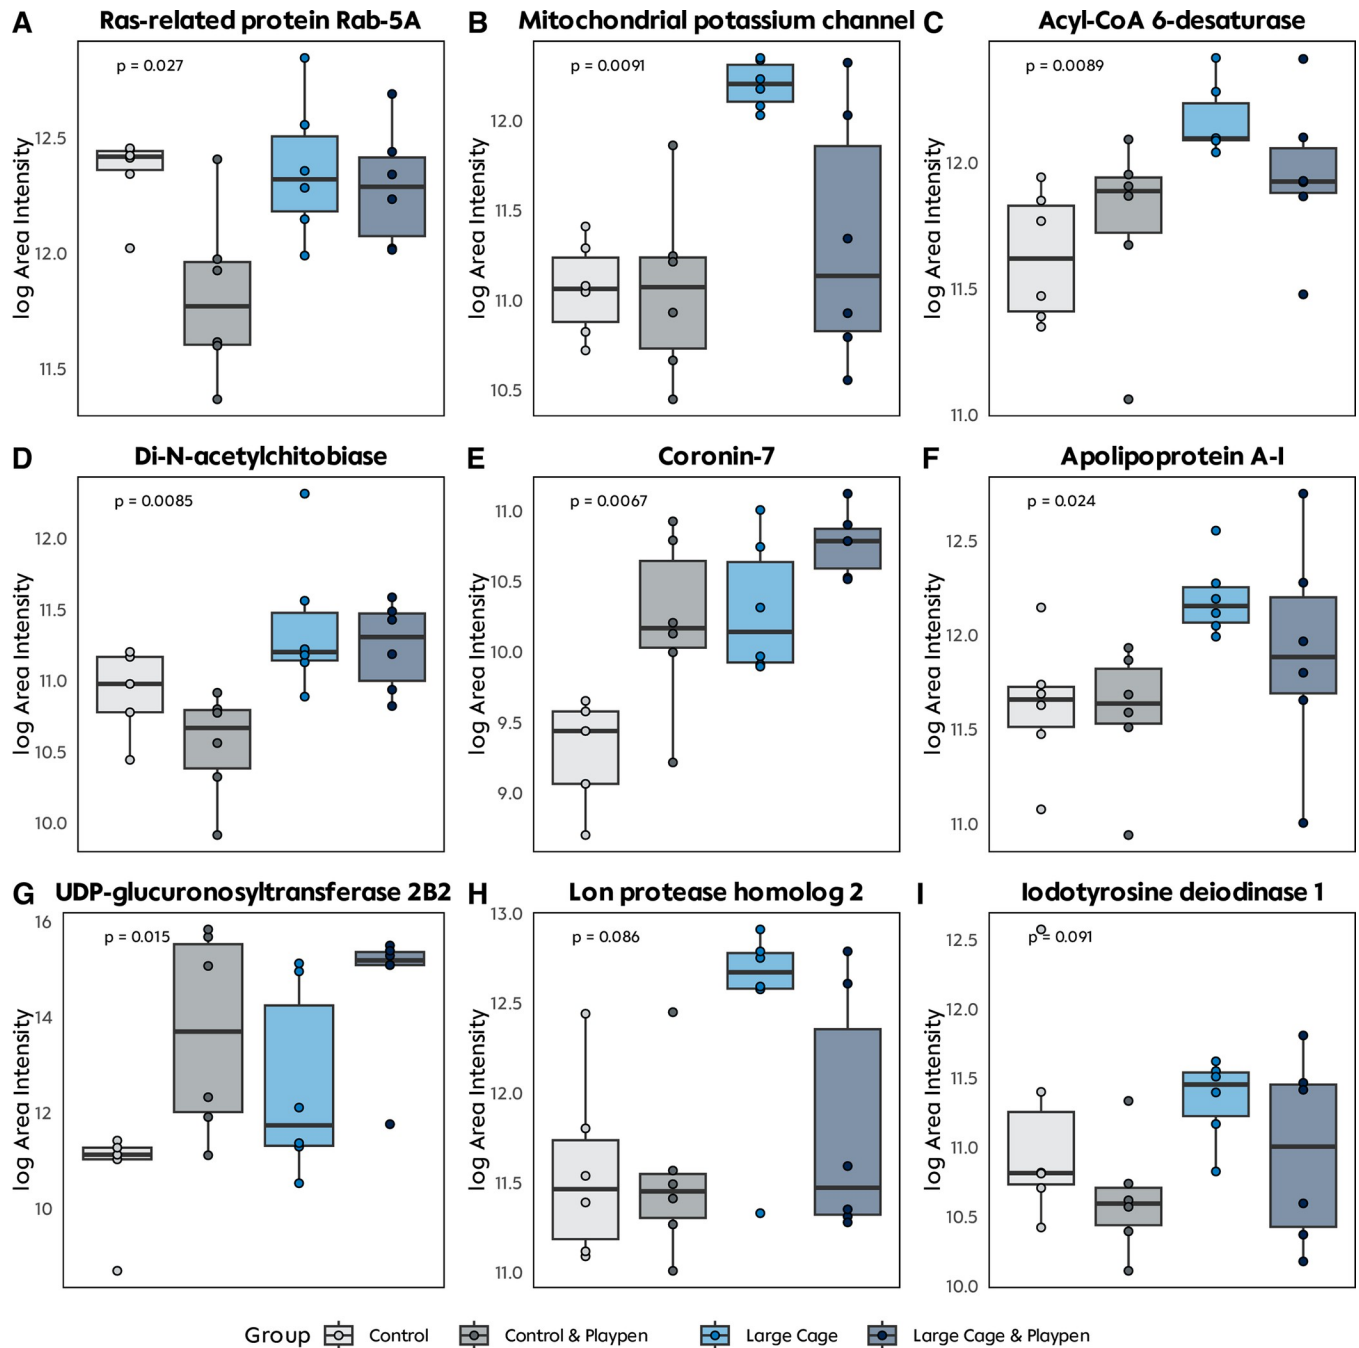 A Ras-related protein Rab-5A
p = 0.027
log Area Intensity
12.5
12.0
11.5
B Mitochondrial potassium channel
p = 0.0091
log Area Intensity
12.0
11.5
11.0
10.5
C Acyl-CoA 6-desaturase
p = 0.0089
log Area Intensity
12.0
11.5
11.0
D Di-N-acetylchitobiase
p = 0.0085
log Area Intensity
12.0
11.5
11.0
10.5
10.0
E Coronin-7
p = 0.0067
log Area Intensity
11.0
10.5
10.0
9.5
9.0
F Apolipoprotein A-I
p = 0.024
log Area Intensity
12.5
12.0
11.5
11.0
G UDP-glucuronosyltransferase 2B2
p = 0.015
log Area Intensity
16
14
12
10
H Lon protease homolog 2
p = 0.086
log Area Intensity
13.0
12.5
12.0
11.5
11.0
I Iodotyrosine deiodinase 1
p = 0.091
log Area Intensity
12.5
12.0
11.5
11.0
10.5
10.0
Group Control Control & Playpen Large Cage Large Cage & Playpen